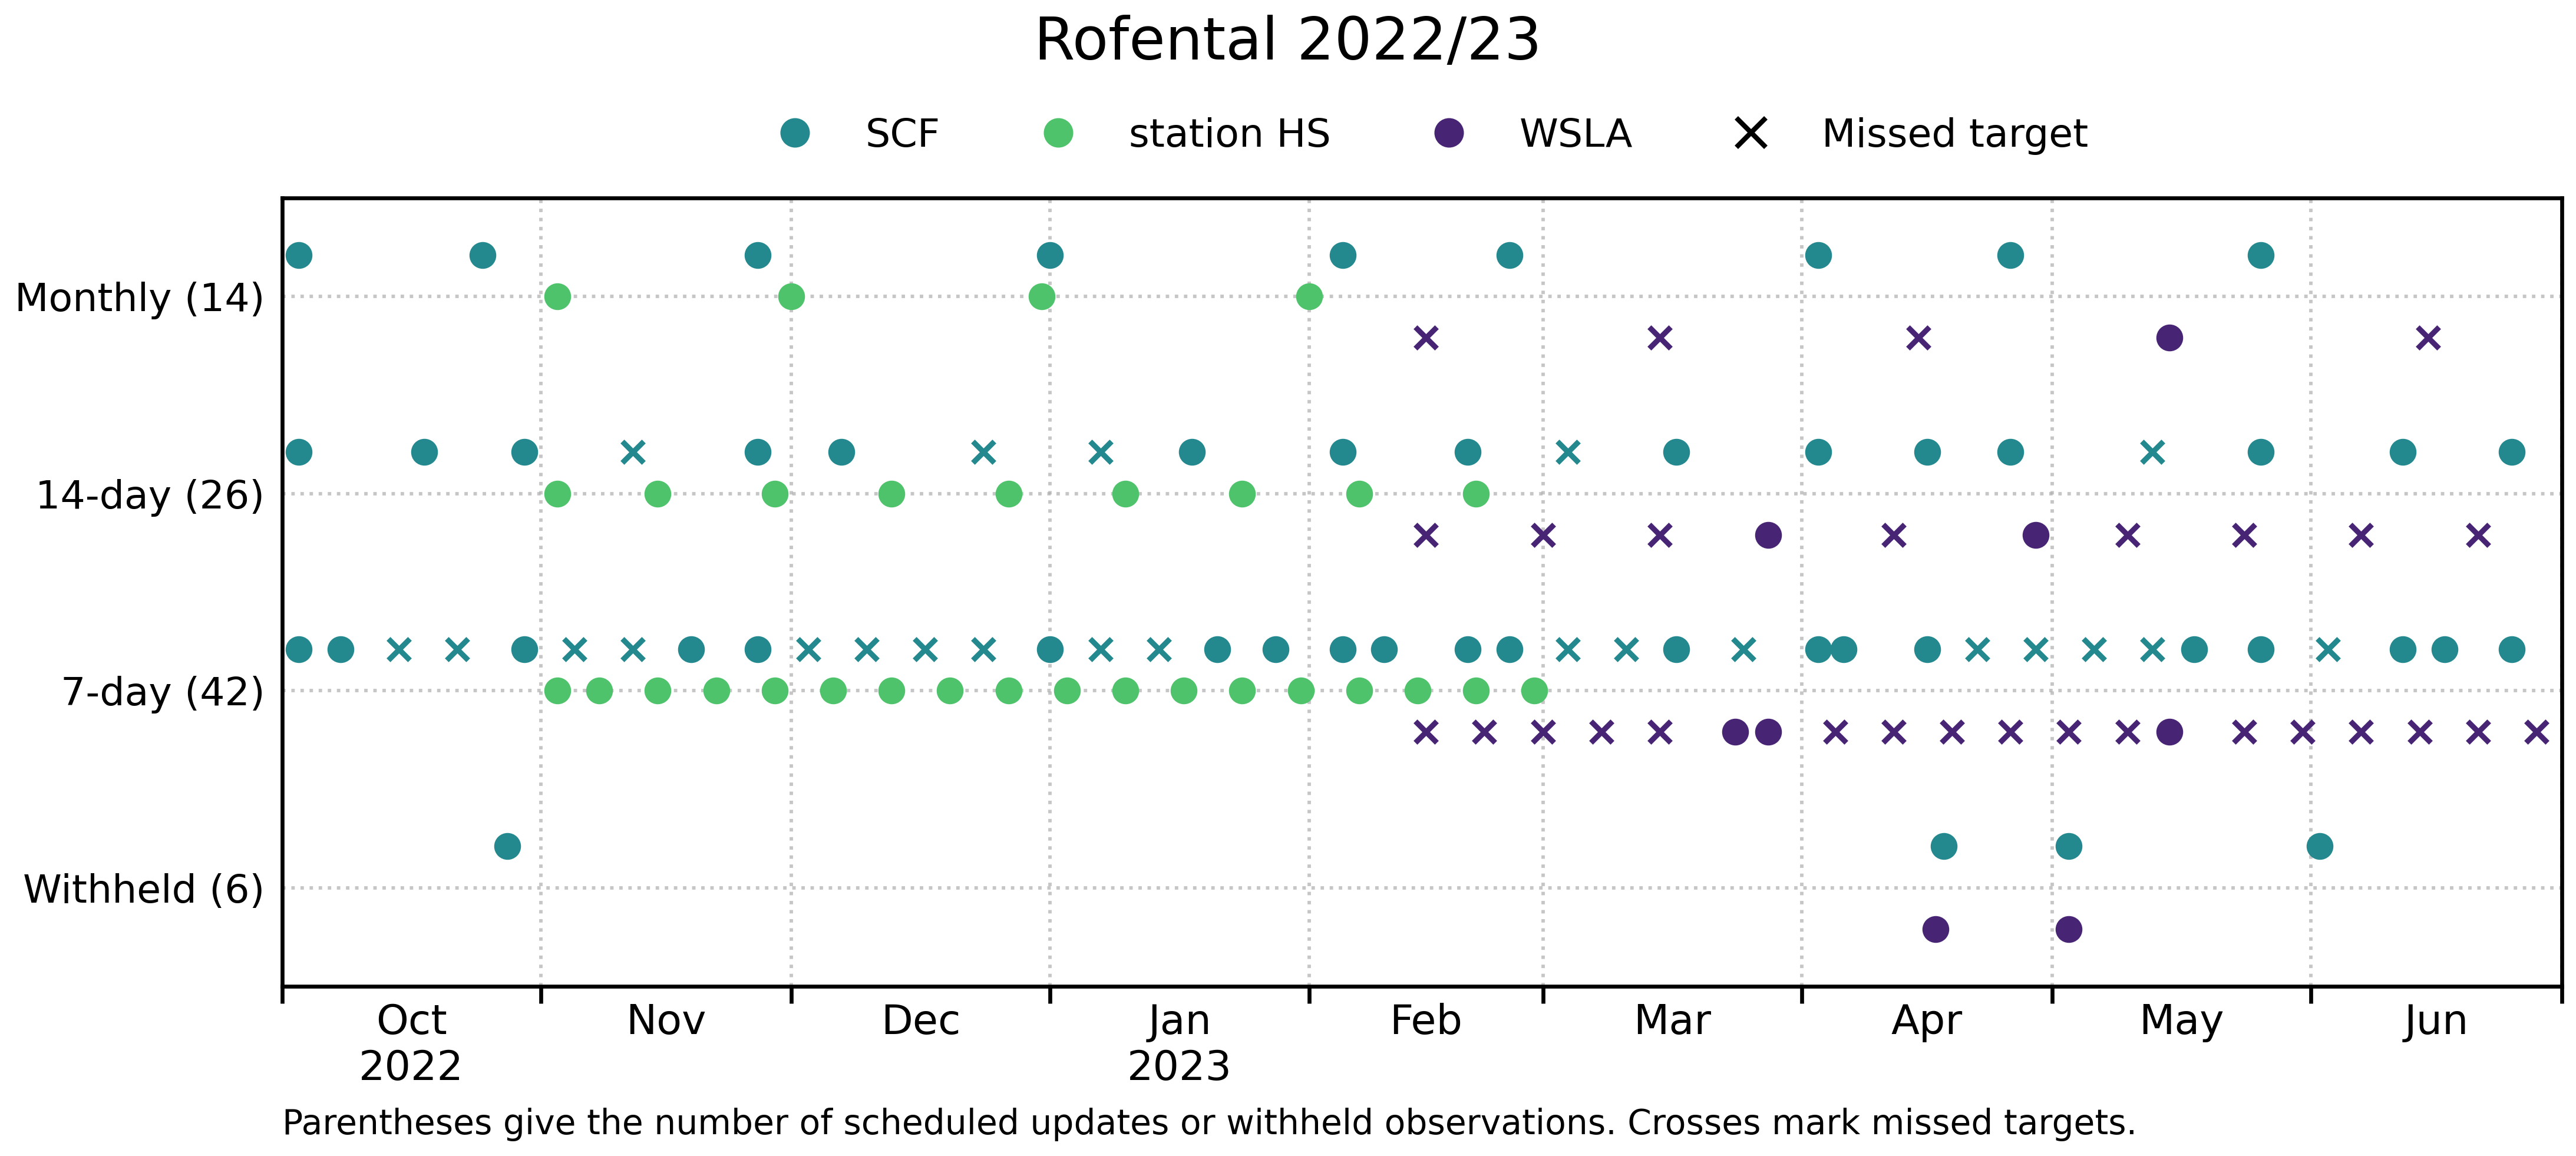 Rofental 2022/23
SCF station HS WSLA Missed target
Monthly (14)
14-day (26)
7-day (42)
Withheld (6)
Oct Nov Dec Jan Feb Mar Apr May Jun
2022 2023
Parentheses give the number of scheduled updates or withheld observations. Crosses mark missed targets.